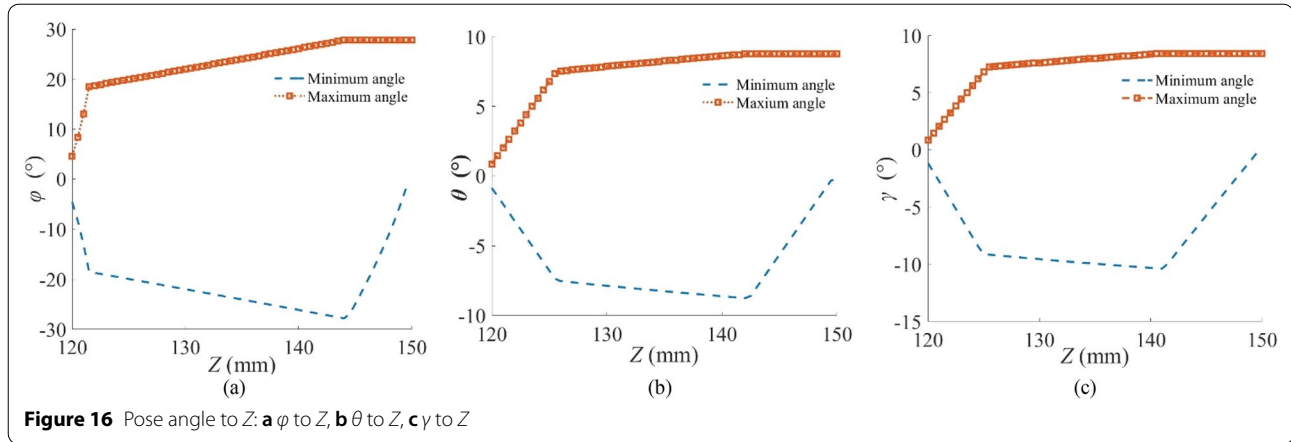 30
20
10
0
-10
-20
-30
φ (°)
Minimum angle
Maximum angle
120
130
140
150
Z (mm)
(a)
10
5
0
-5
-10
θ (°)
Minimum angle
Maxium angle
120
130
140
150
Z (mm)
(b)
10
5
0
-5
-10
-15
γ (°)
Minimum angle
Maximum angle
120
130
140
150
Z (mm)
(c)
Figure 16 Pose angle to Z: a φ to Z, b θ to Z, c γ to Z